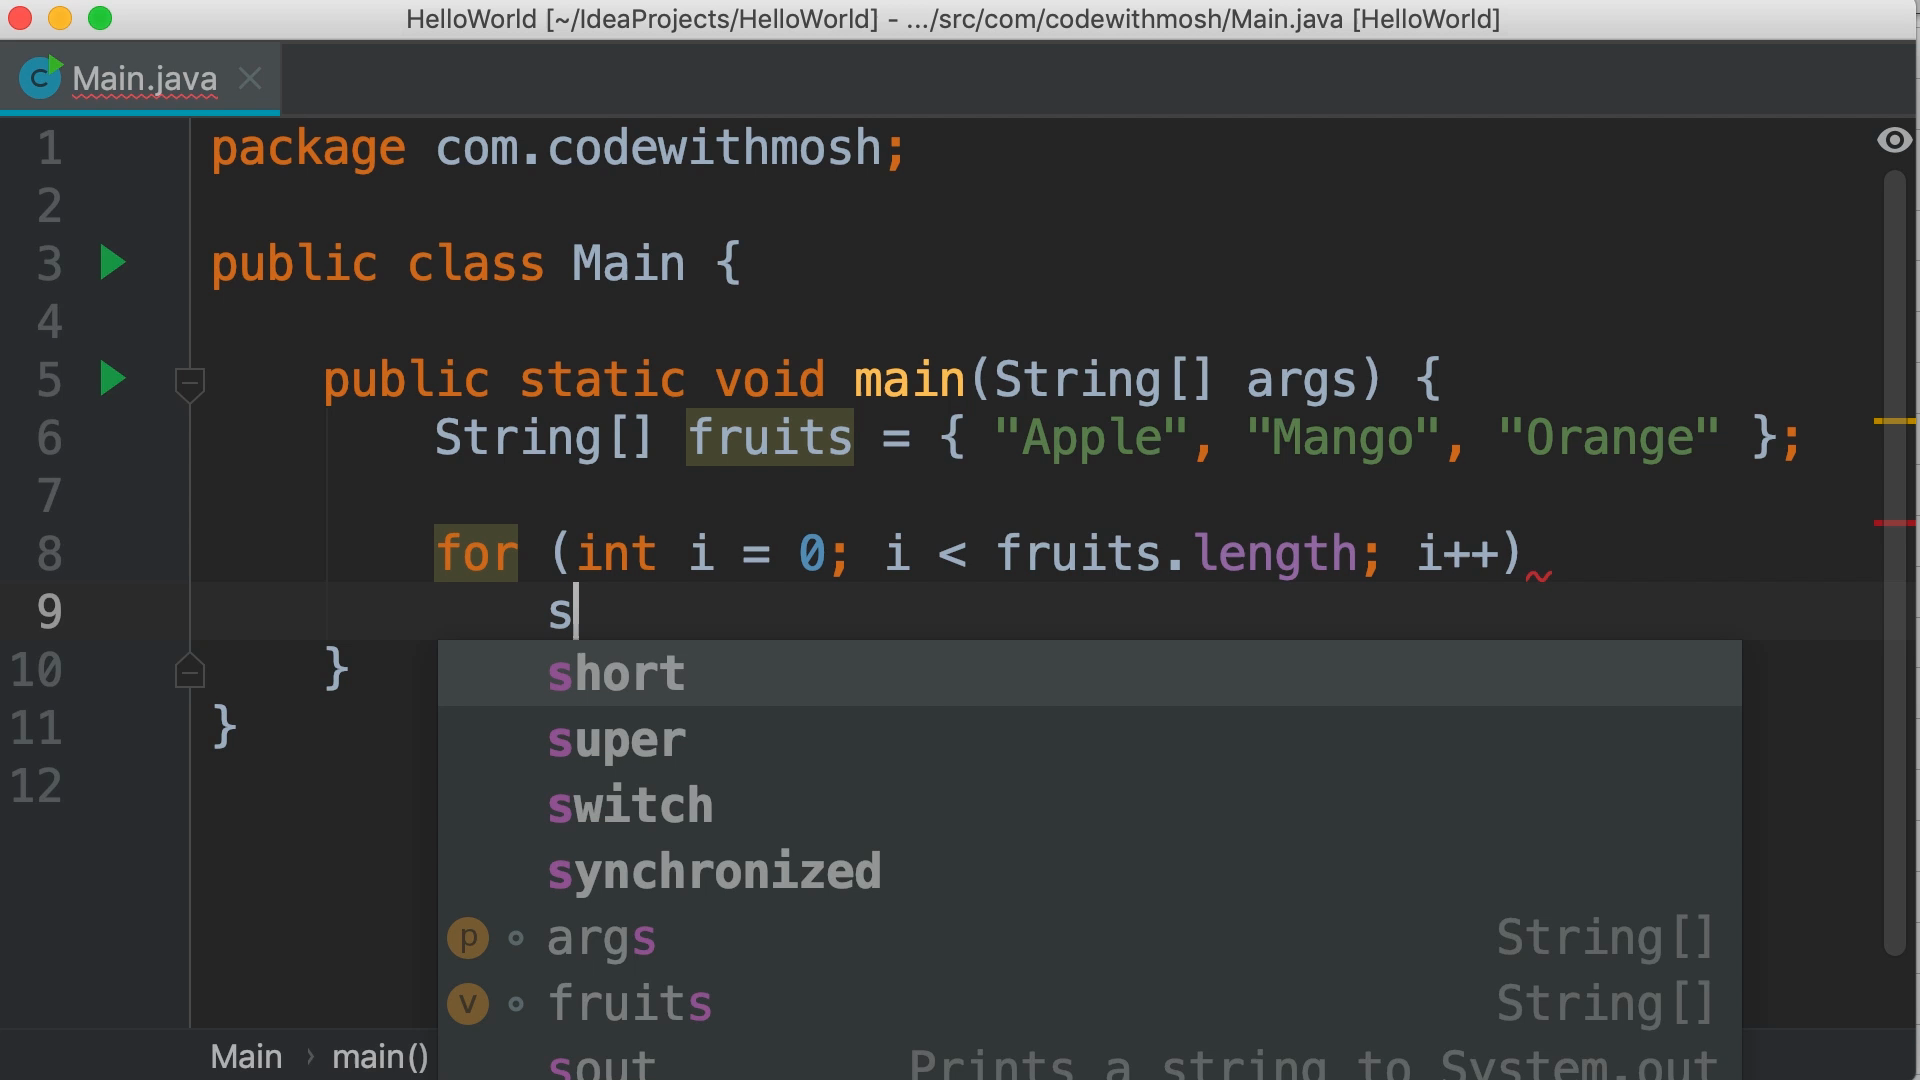 HelloWorld [~/IdeaProjects/HelloWorld] - .../src/com/codewithmosh/Main.java [HelloWorld]
C Main.java
1 package com.codewithmosh;
2
3 public class Main {
4
5 public static void main(String[] args) {
6 String[] fruits = { "Apple", "Mango", "Orange" };
7
8 for (int i = 0; i < fruits.length; i++)
9 s
short
10 }
super
11 }
12
switch
synchronized
p args String[]
v fruits String[]
sout Prints a string to System.out
Main › main()